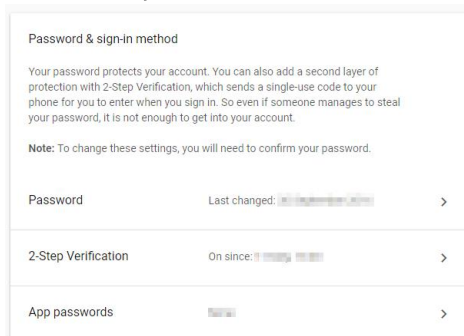 Password & sign-in method
Your password protects your account. You can also add a second layer of
protection with 2-Step Verification, which sends a single-use code to your
phone for you to enter when you sign in. So even if someone manages to steal
your password, it is not enough to get into your account.
Note: To change these settings, you will need to confirm your password.
Password Last changed:
2-Step Verification On since:
App passwords